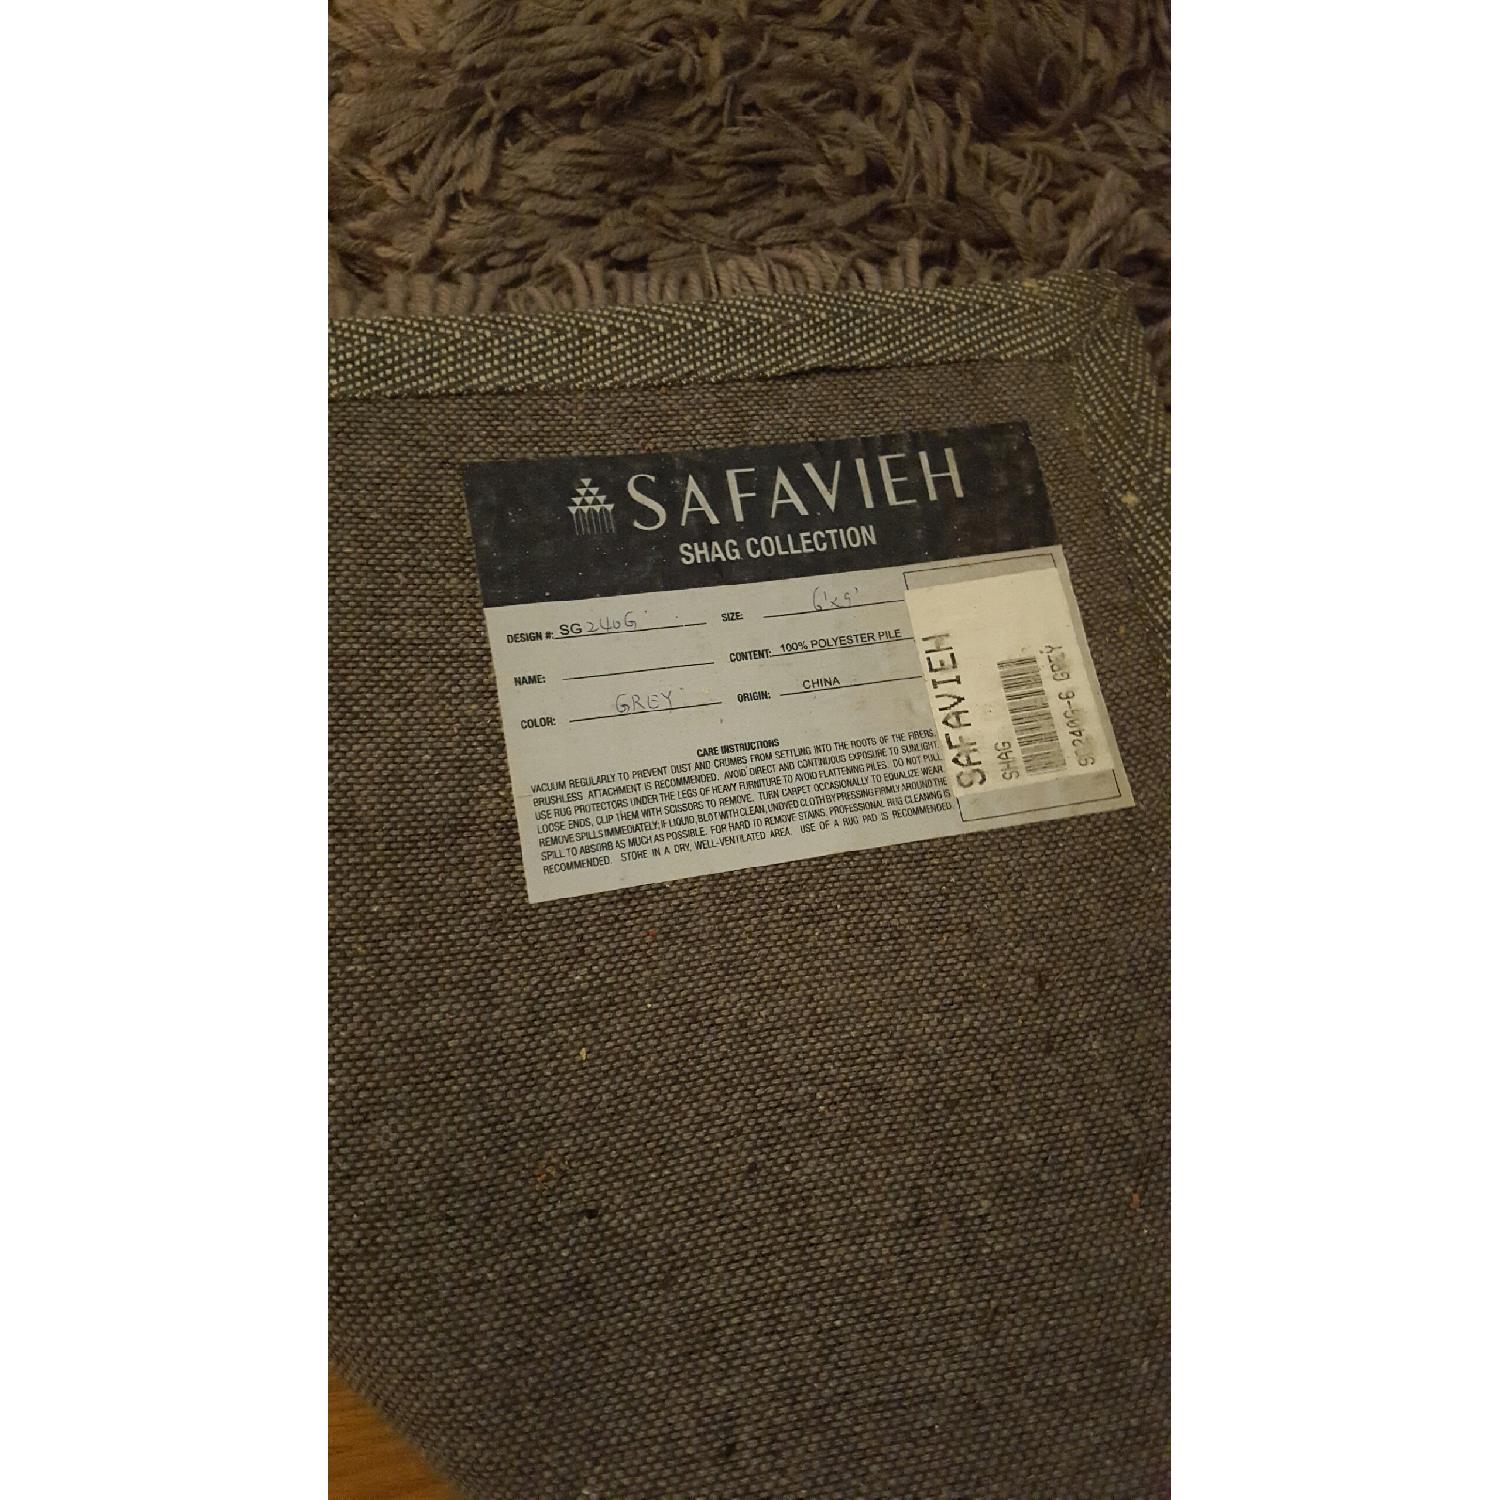 SAFAVIEH
SHAG COLLECTION
DESIGN #: SG240G
SIZE: 6'x9'
NAME:
CONTENT: 100% POLYESTER PILE
COLOR: GREY
ORIGIN: CHINA
CARE INSTRUCTIONS
VACUUM REGULARLY TO PREVENT DUST AND CRUMBS FROM SETTLING INTO THE ROOTS OF THE FIBERS.
BRUSHLESS ATTACHMENT IS RECOMMENDED. AVOID DIRECT AND CONTINUOUS EXPOSURE TO SUNLIGHT.
USE RUG PROTECTORS UNDER THE LEGS OF HEAVY FURNITURE TO AVOID FLATTENING PILES. DO NOT PULL
LOOSE ENDS, CLIP THEM WITH SCISSORS TO REMOVE. TURN CARPET OCCASIONALLY TO EQUALIZE WEAR
REMOVE SPILLS IMMEDIATELY; IF LIQUID, BLOT WITH CLEAN, UNDYED CLOTH BY PRESSING FIRMLY AROUND THE
SPILL TO ABSORB AS MUCH AS POSSIBLE. FOR HARD TO REMOVE STAINS, PROFESSIONAL RUG CLEANING IS
RECOMMENDED. STORE IN A DRY, WELL-VENTILATED AREA. USE OF A RUG PAD IS RECOMMENDED.
SAFAVIEH
SHAG
SG240G-6 GREY